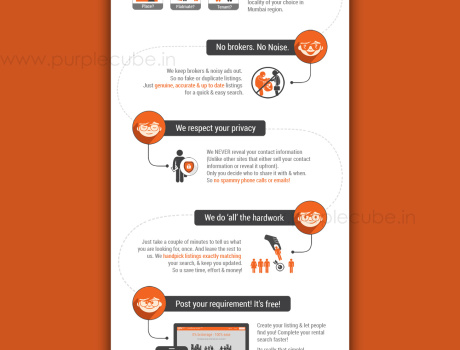 Place? Flatmate? Tenant?
locality of your choice in
Mumbai region.
No brokers. No Noise.
www.purplecube.in
We keep brokers & noisy ads out.
So no fake or duplicate listings.
Just genuine, accurate & up to date listings
for a quick & easy search.
We respect your privacy
We NEVER reveal your contact information
(Unlike other sites that either sell your contact
information or reveal it upfront).
Only you decide who to share it with & when.
So no spammy phone calls or emails!
We do 'all' the hardwork
purplecube.in
Just take a couple of minutes to tell us what
you are looking for, once. And leave the rest to
us. We handpick listings exactly matching
your search, & keep you updated.
So a save time, effort & money!
Post your requirement! It's free!
Create your listing & let people
find you! Complete your rental
search faster!
Its really that simple!